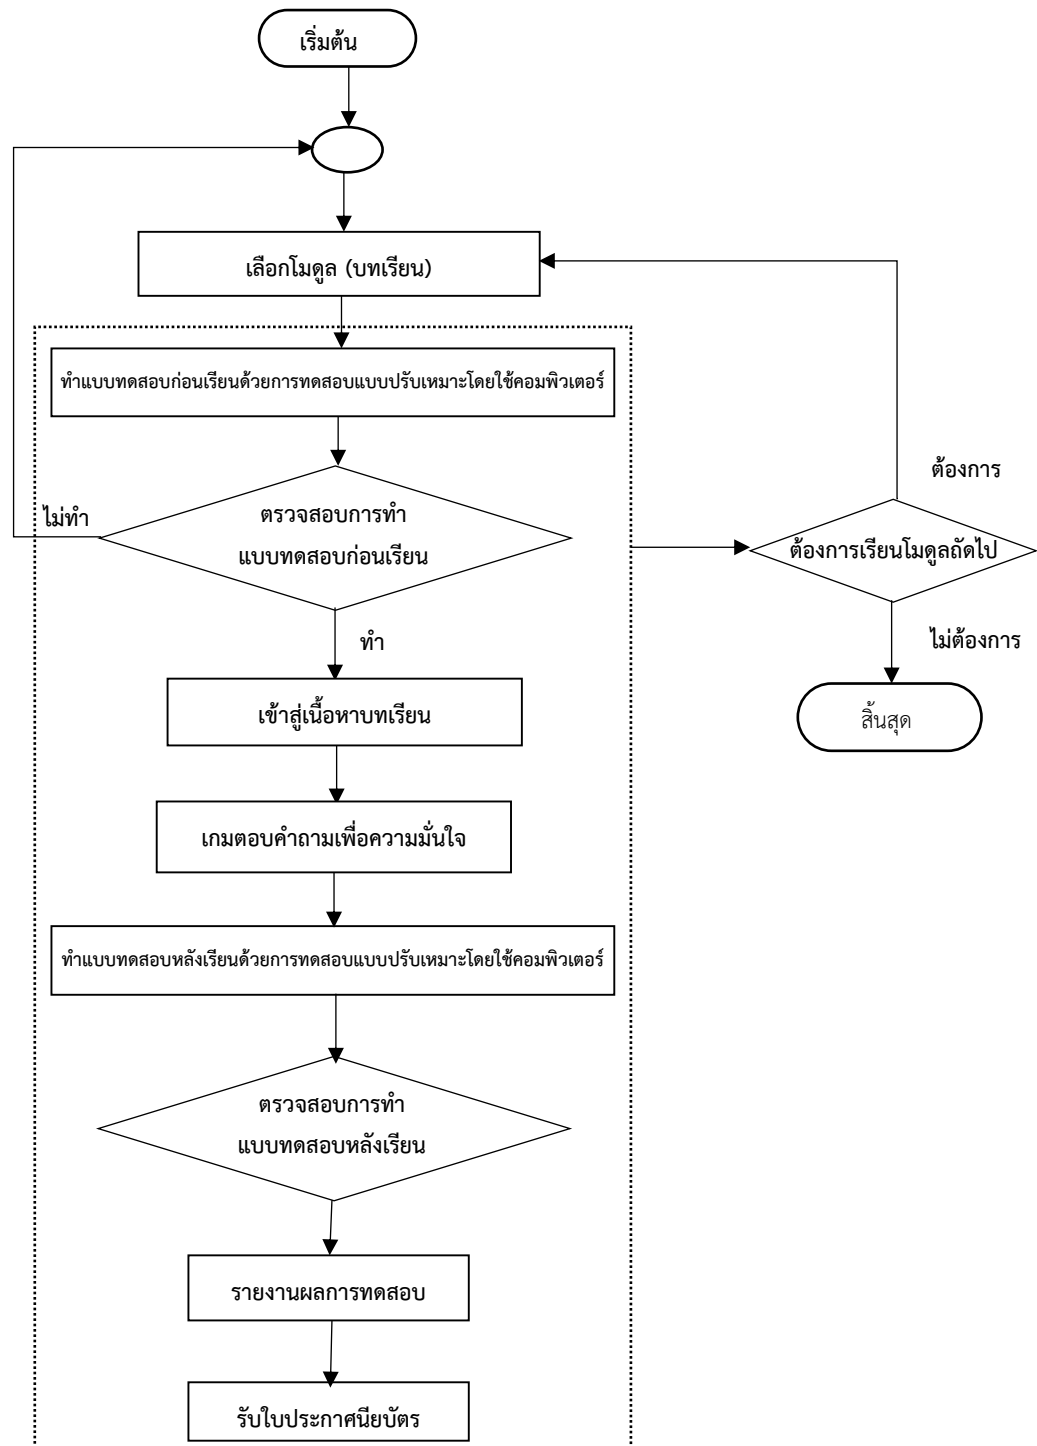 เริ่มต้น
เลือกโมดูล (บทเรียน)
ทำแบบทดสอบก่อนเรียนด้วยการทดสอบแบบปรับเหมาะโดยใช้คอมพิวเตอร์
ต้องการ
ไม่ทำ
ตรวจสอบการทำ
แบบทดสอบก่อนเรียน
ต้องการเรียนโมดูลถัดไป
ทำ
ไม่ต้องการ
เข้าสู่เนื้อหาบทเรียน
สิ้นสุด
เกมตอบคำถามเพื่อความมั่นใจ
ทำแบบทดสอบหลังเรียนด้วยการทดสอบแบบปรับเหมาะโดยใช้คอมพิวเตอร์
ตรวจสอบการทำ
แบบทดสอบหลังเรียน
รายงานผลการทดสอบ
รับใบประกาศนียบัตร